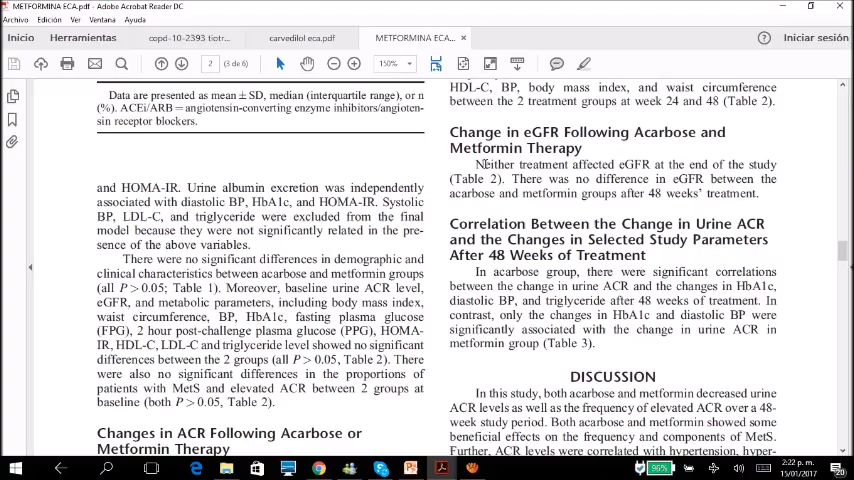 METFORMINA ECA.pdf - Adobe Acrobat Reader DC
Archivo Edición Ver Ventana Ayuda
Inicio Herramientas copd-10-2393 tiotr... carvedilol eca.pdf METFORMINA ECA.... × Iniciar sesión
2 (3 de 6) 150%
Data are presented as mean ± SD, median (interquartile range), or n
(%). ACEi/ARB = angiotensin-converting enzyme inhibitors/angioten-
sin receptor blockers.
and HOMA-IR. Urine albumin excretion was independently
associated with diastolic BP, HbA1c, and HOMA-IR. Systolic
BP, LDL-C, and triglyceride were excluded from the final
model because they were not significantly related in the pre-
sence of the above variables.
There were no significant differences in demographic and
clinical characteristics between acarbose and metformin groups
(all P > 0.05; Table 1). Moreover, baseline urine ACR level,
eGFR, and metabolic parameters, including body mass index,
waist circumference, BP, HbA1c, fasting plasma glucose
(FPG), 2 hour post-challenge plasma glucose (PPG), HOMA-
IR, HDL-C, LDL-C and triglyceride level showed no significant
differences between the 2 groups (all P > 0.05, Table 2). There
were also no significant differences in the proportions of
patients with MetS and elevated ACR between 2 groups at
baseline (both P > 0.05, Table 2).
Changes in ACR Following Acarbose or
Metformin Therapy
HDL-C, BP, body mass index, and waist circumference
between the 2 treatment groups at week 24 and 48 (Table 2).
Change in eGFR Following Acarbose and
Metformin Therapy
Neither treatment affected eGFR at the end of the study
(Table 2). There was no difference in eGFR between the
acarbose and metformin groups after 48 weeks' treatment.
Correlation Between the Change in Urine ACR
and the Changes in Selected Study Parameters
After 48 Weeks of Treatment
In acarbose group, there were significant correlations
between the change in urine ACR and the changes in HbA1c,
diastolic BP, and triglyceride after 48 weeks of treatment. In
contrast, only the changes in HbA1c and diastolic BP were
significantly associated with the change in urine ACR in
metformin group (Table 3).
DISCUSSION
In this study, both acarbose and metformin decreased urine
ACR levels as well as the frequency of elevated ACR over a 48-
week study period. Both acarbose and metformin showed some
beneficial effects on the frequency and components of MetS.
Further, ACR levels were correlated with hypertension, hyper-
96% 2:22 p. m.
15/01/2017 20